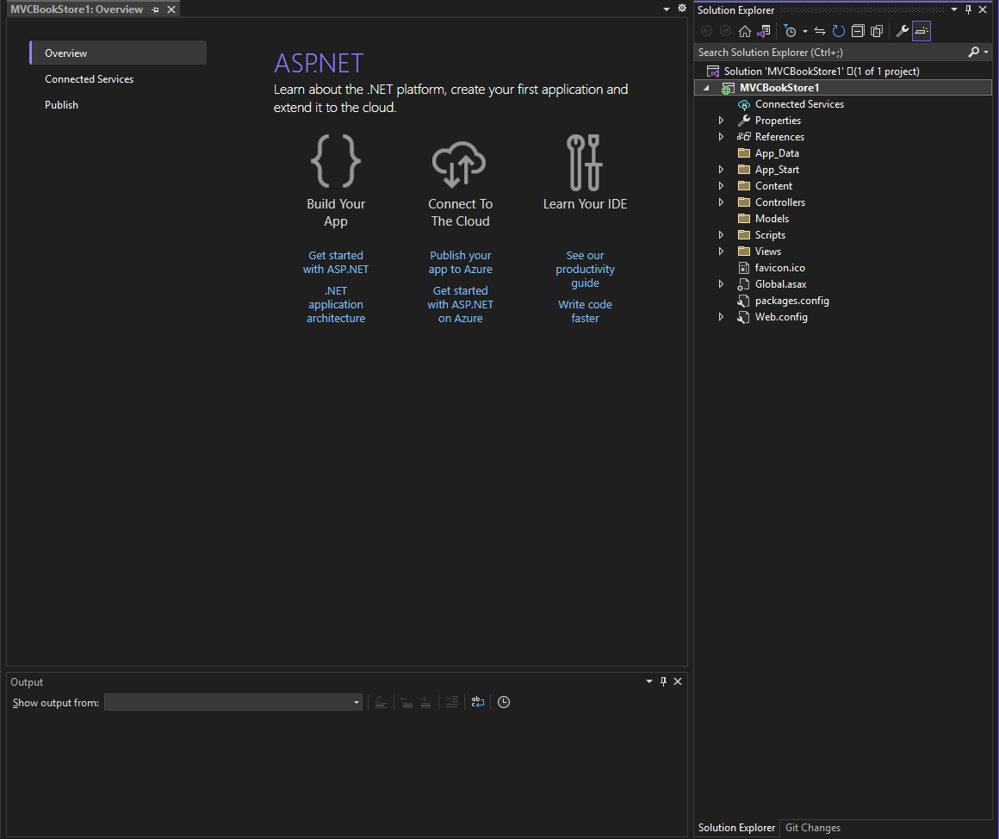 MVCBookStore1: Overview
Overview
Connected Services
Publish
ASP.NET
Learn about the .NET platform, create your first application and
extend it to the cloud.
Build Your
App
Get started
with ASP.NET
.NET
application
architecture
Connect To
The Cloud
Publish your
app to Azure
Get started
with ASP.NET
on Azure
Learn Your IDE
See our
productivity
guide
Write code
faster
Output
Show output from:
Solution Explorer
Search Solution Explorer (Ctrl+;)
Solution 'MVCBookStore1' (1 of 1 project)
MVCBookStore1
Connected Services
Properties
References
App_Data
App_Start
Content
Controllers
Models
Scripts
Views
favicon.ico
Global.asax
packages.config
Web.config
Solution Explorer
Git Changes